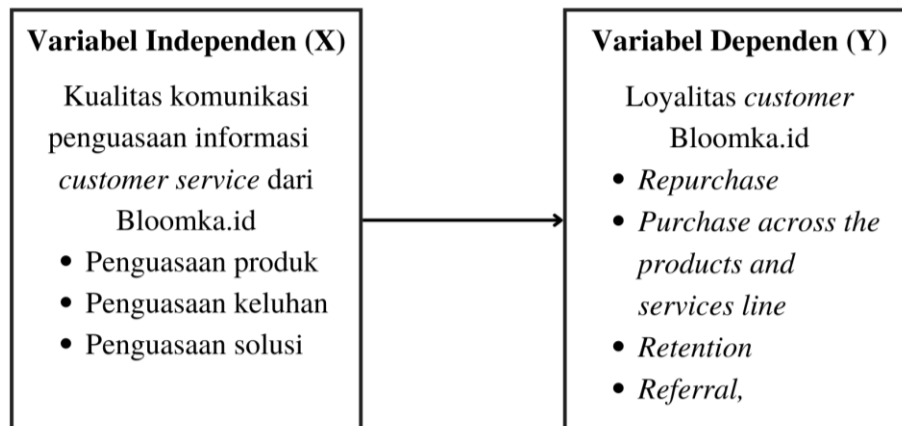 Variabel Independen (X)
Kualitas komunikasi
penguasaan informasi
customer service dari
Bloomka.id
• Penguasaan produk
• Penguasaan keluhan
• Penguasaan solusi
Variabel Dependen (Y)
Loyalitas customer
Bloomka.id
• Repurchase
• Purchase across the
products and
services line
• Retention
• Referral,